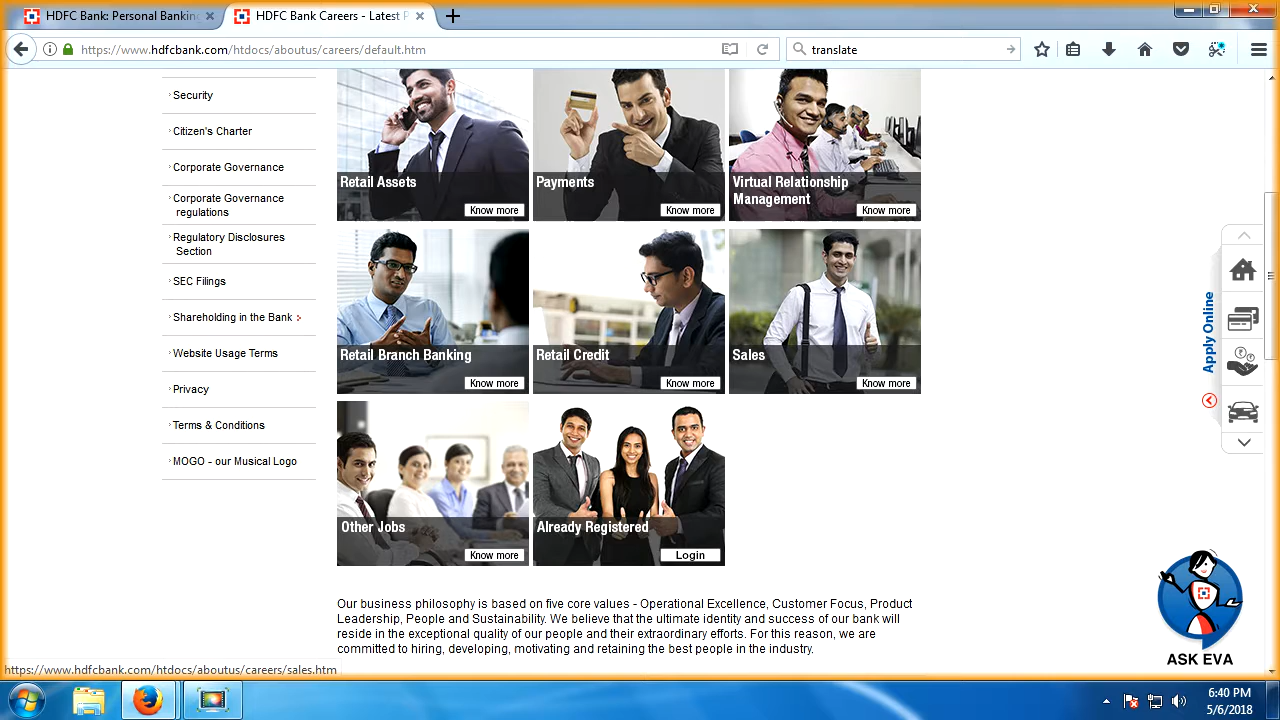 HDFC Bank: Personal Banking
HDFC Bank Careers - Latest P
https://www.hdfcbank.com/htdocs/aboutus/careers/default.htm
translate
Security
Citizen's Charter
Corporate Governance
Corporate Governance
regulations
Regulatory Disclosures
Section
SEC Filings
Shareholding in the Bank
Website Usage Terms
Privacy
Terms & Conditions
MOGO - our Musical Logo
Retail Assets
Know more
Payments
Know more
Virtual Relationship
Management
Know more
Retail Branch Banking
Know more
Retail Credit
Know more
Sales
Know more
Other Jobs
Know more
Already Registered
Login
Our business philosophy is based on five core values - Operational Excellence, Customer Focus, Product
Leadership, People and Sustainability. We believe that the ultimate identity and success of our bank will
reside in the exceptional quality of our people and their extraordinary efforts. For this reason, we are
committed to hiring, developing, motivating and retaining the best people in the industry.
Apply Online
ASK EVA
https://www.hdfcbank.com/htdocs/aboutus/careers/sales.htm
6:40 PM
5/6/2018